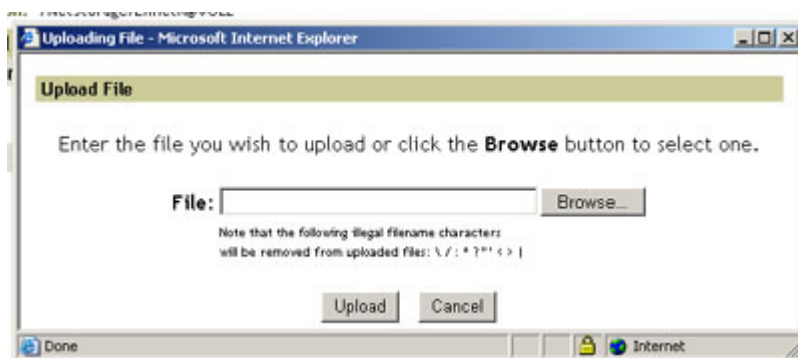 Uploading File - Microsoft Internet Explorer
Upload File
Enter the file you wish to upload or click the Browse button to select one.
File: Browse...
Note that the following illegal filename characters
will be removed from uploaded files: \ / : * ? " ' < > |
Upload Cancel
Done Internet